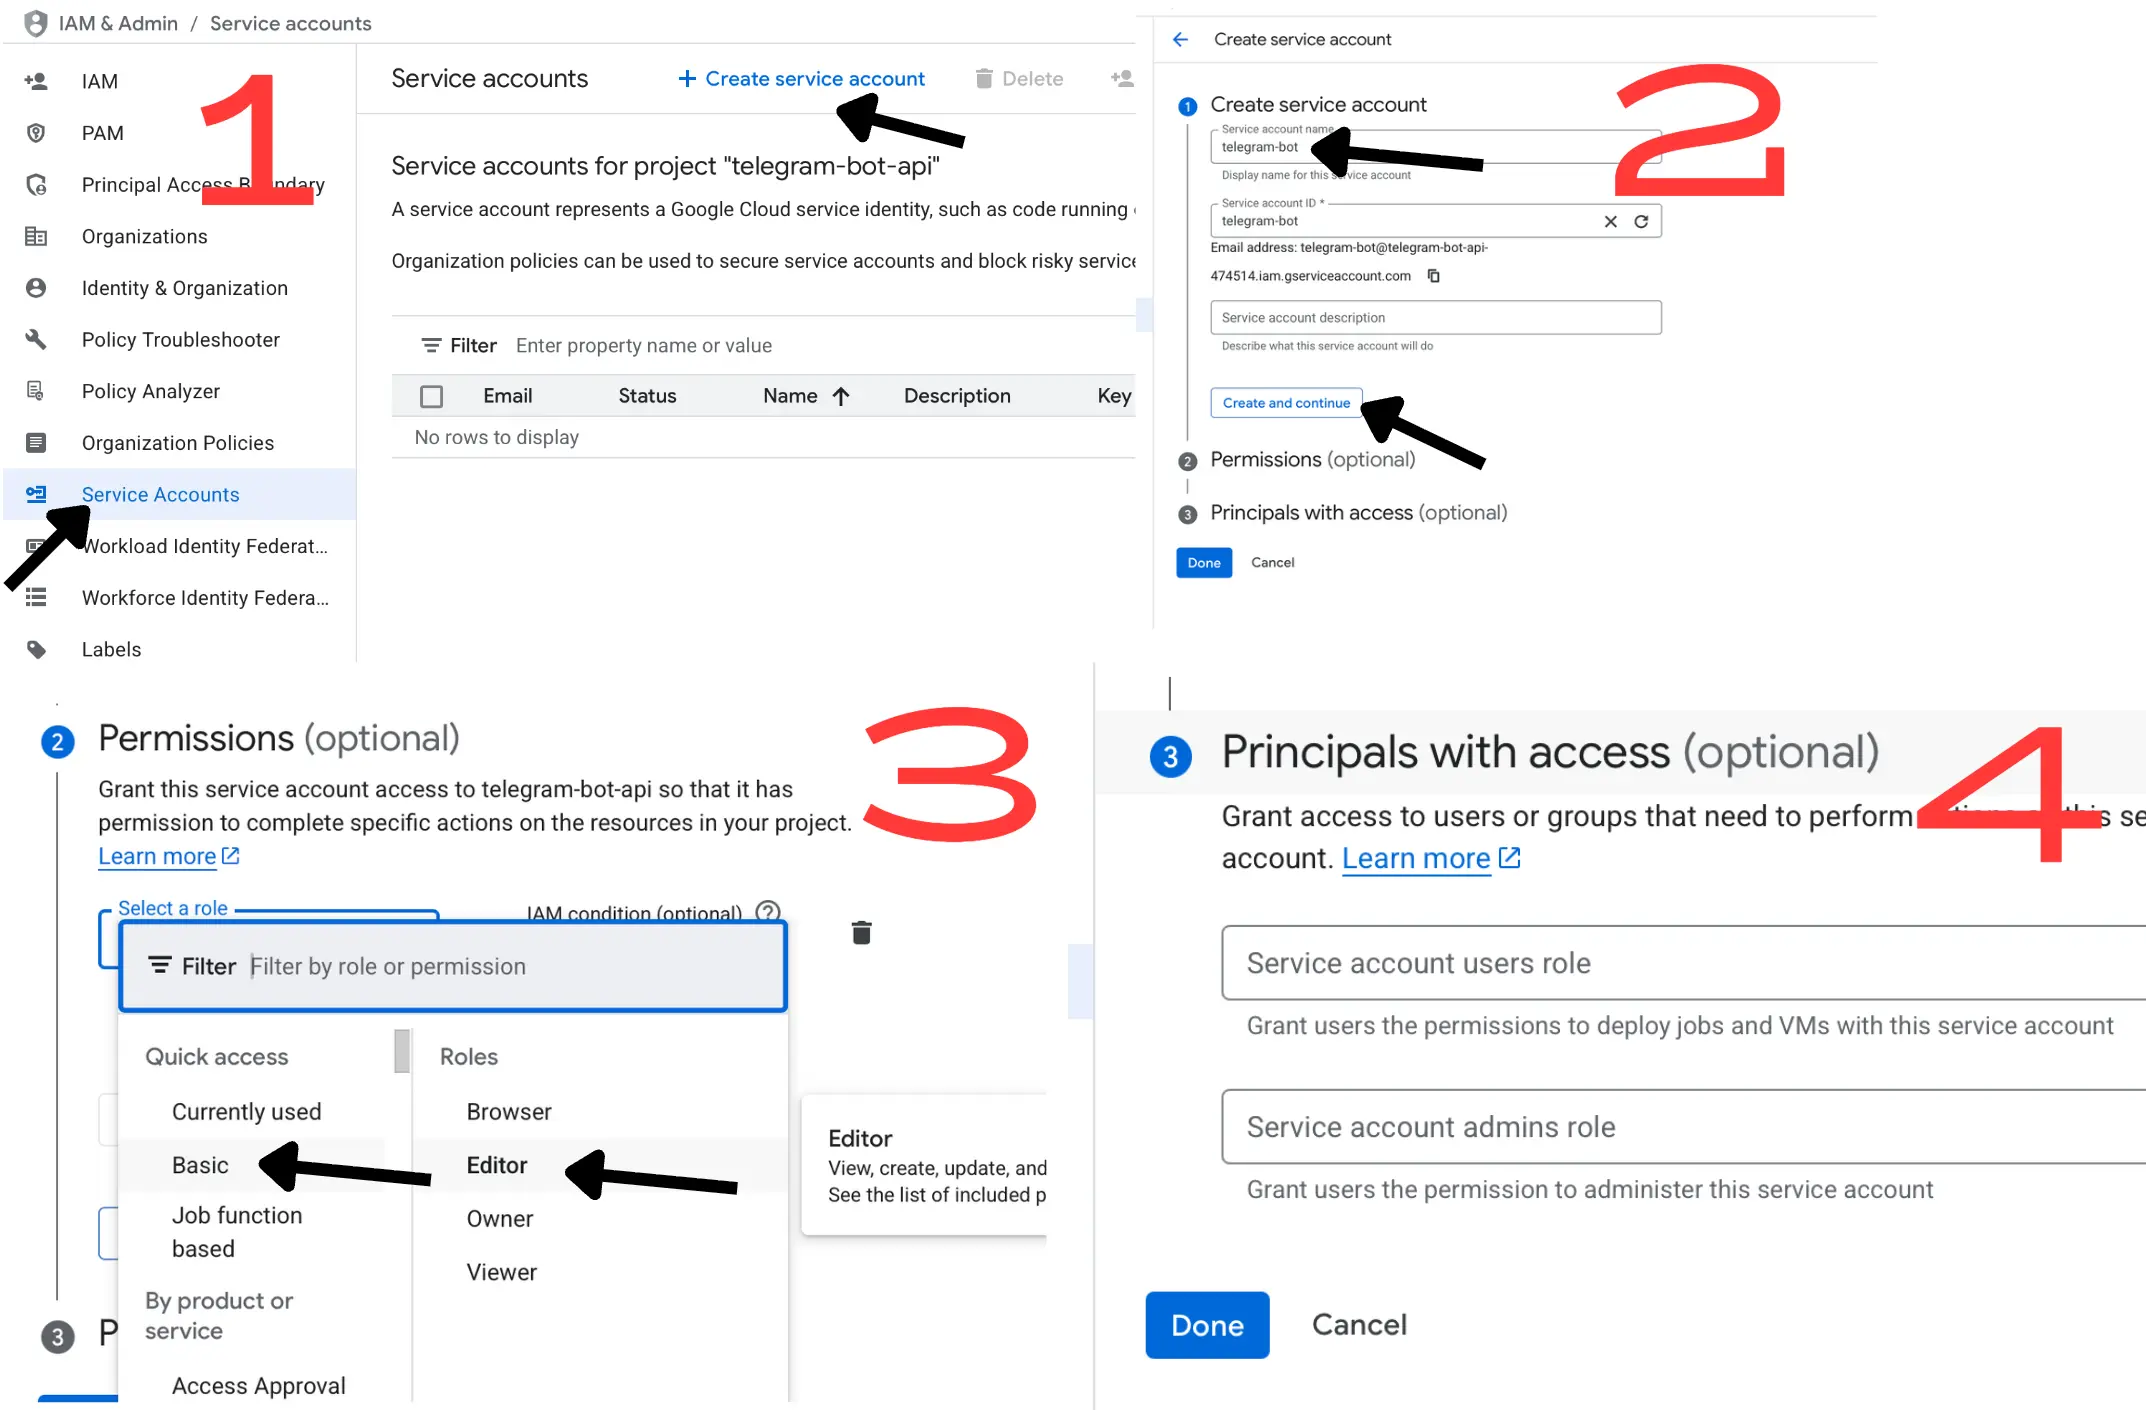 IAM & Admin / Service accounts
1
IAM
PAM
Principal Access Boundary
Organizations
Identity & Organization
Policy Troubleshooter
Policy Analyzer
Organization Policies
Service Accounts
Workload Identity Federat...
Workforce Identity Federa...
Labels
Service accounts
+ Create service account
Delete
Service accounts for project "telegram-bot-api"
A service account represents a Google Cloud service identity, such as code running
Organization policies can be used to secure service accounts and block risky service
Filter Enter property name or value
Email Status Name Description Key
No rows to display
2
Create service account
1 Create service account
Service account name
telegram-bot
Display name for this service account
Service account ID *
telegram-bot
Email address: telegram-bot@telegram-bot-api-
474514.iam.gserviceaccount.com
Service account description
Describe what this service account will do
Create and continue
2 Permissions (optional)
3 Principals with access (optional)
Done Cancel
3
2 Permissions (optional)
Grant this service account access to telegram-bot-api so that it has
permission to complete specific actions on the resources in your project.
Learn more
Select a role
IAM condition (optional)
Filter Filter by role or permission
Quick access
Currently used
Basic
Job function
based
By product or
service
Access Approval
Roles
Browser
Editor
Owner
Viewer
Editor
View, create, update, and
See the list of included p
3 P
4
3 Principals with access (optional)
Grant access to users or groups that need to perform this se
account. Learn more
Service account users role
Grant users the permissions to deploy jobs and VMs with this service account
Service account admins role
Grant users the permission to administer this service account
Done Cancel